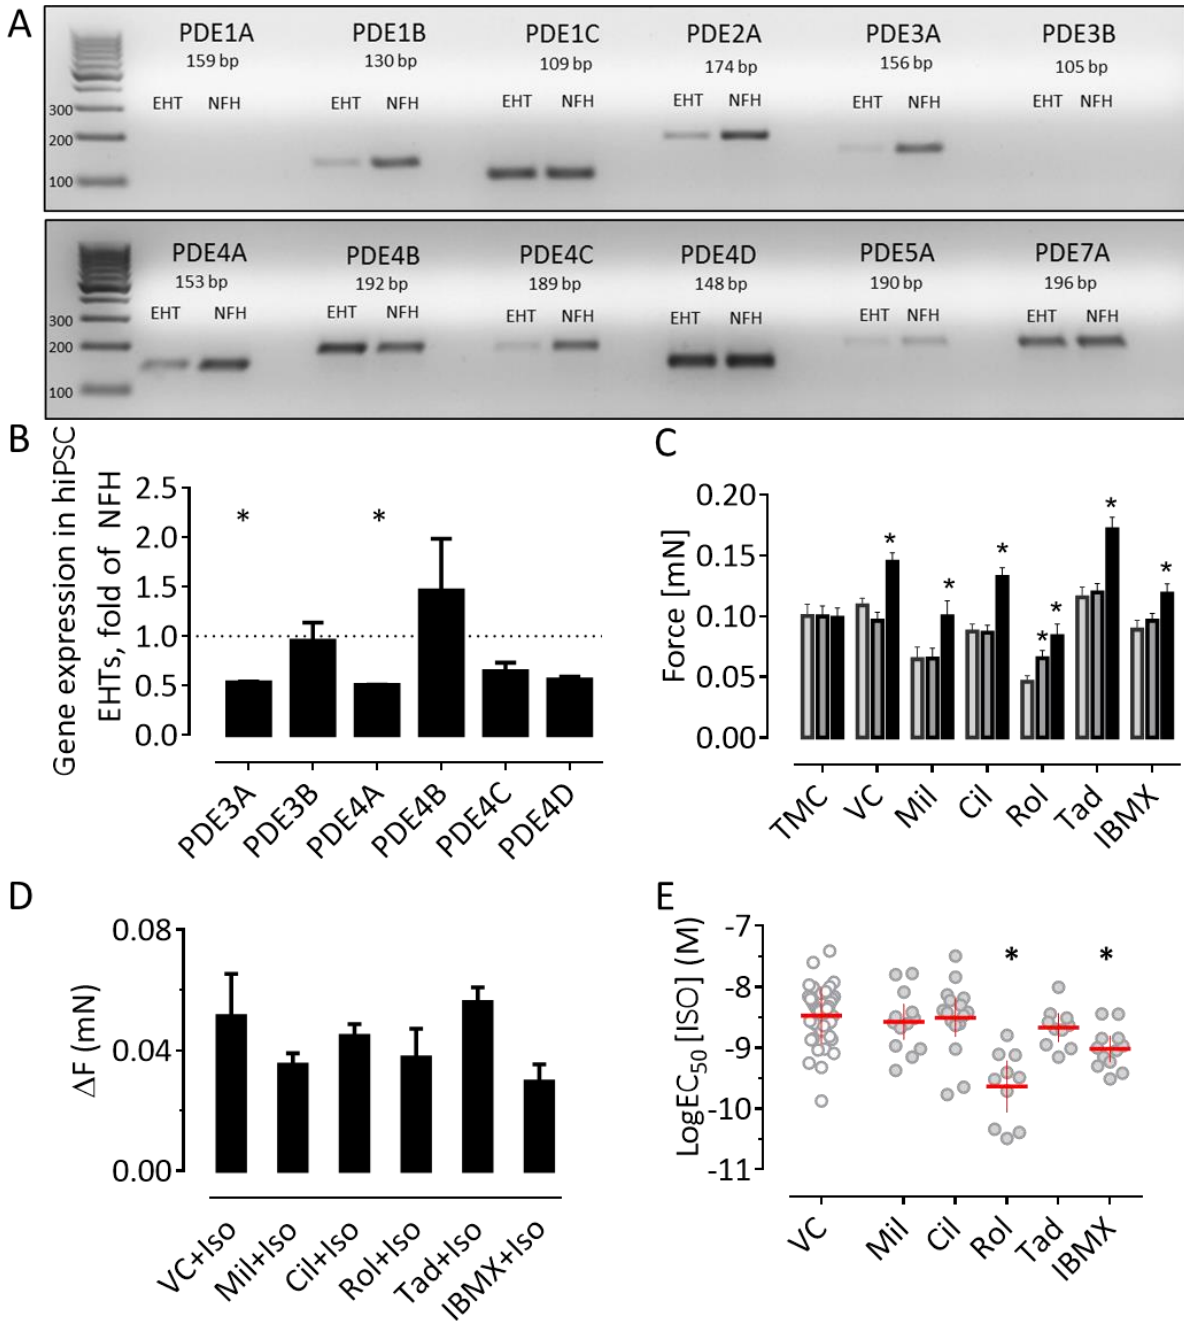 A
PDE1A PDE1B PDE1C PDE2A PDE3A PDE3B
159 bp 130 bp 109 bp 174 bp 156 bp 105 bp
EHT NFH EHT NFH EHT NFH EHT NFH EHT NFH EHT NFH
300
200
100
PDE4A PDE4B PDE4C PDE4D PDE5A PDE7A
153 bp 192 bp 189 bp 148 bp 190 bp 196 bp
EHT NFH EHT NFH EHT NFH EHT NFH EHT NFH EHT NFH
300
200
100
B
Gene expression in hiPSC
EHTs, fold of NFH
2.5
2.0
1.5
1.0
0.5
0.0
* *
PDE3A PDE3B PDE4A PDE4B PDE4C PDE4D
C
Force [mN]
0.20
0.15
0.10
0.05
0.00
* * * * * * *
TMC VC Mil Cil Rol Tad IBMX
D
ΔF (mN)
0.08
0.04
0.00
VC+Iso Mil+Iso Cil+Iso Rol+Iso Tad+Iso IBMX+Iso
E
LogEC50 [ISO] (M)
-7
-8
-9
-10
-11
* *
VC Mil Cil Rol Tad IBMX